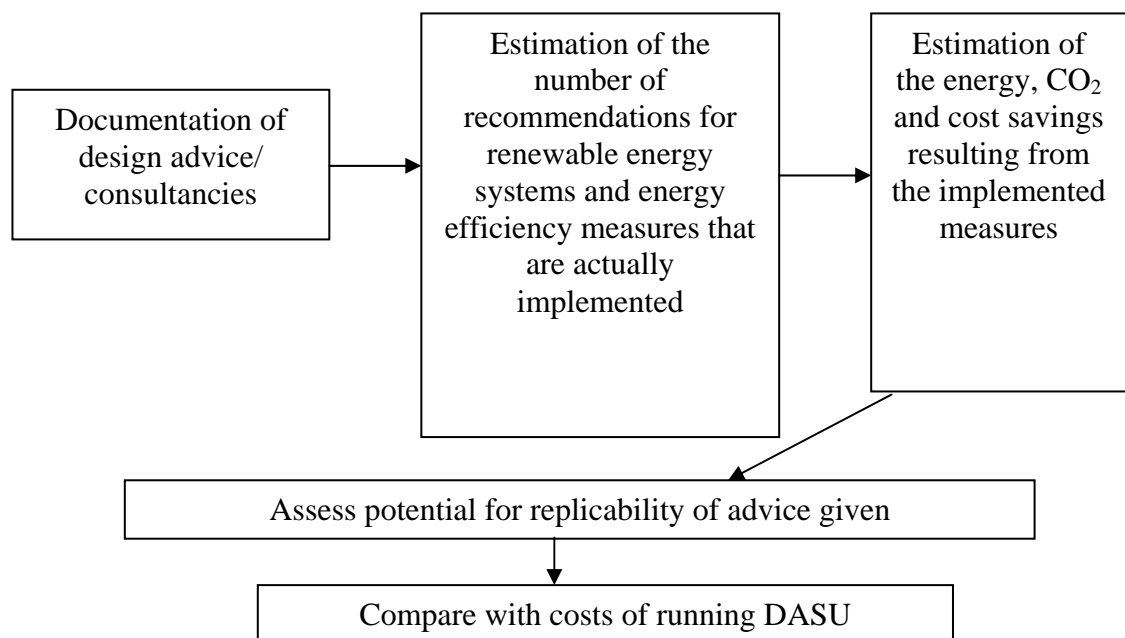 Documentation of
design advice/
consultancies
Estimation of the
number of
recommendations for
renewable energy
systems and energy
efficiency measures that
are actually
implemented
Estimation of
the energy, CO₂
and cost savings
resulting from
the implemented
measures
Assess potential for replicability of advice given
Compare with costs of running DASU